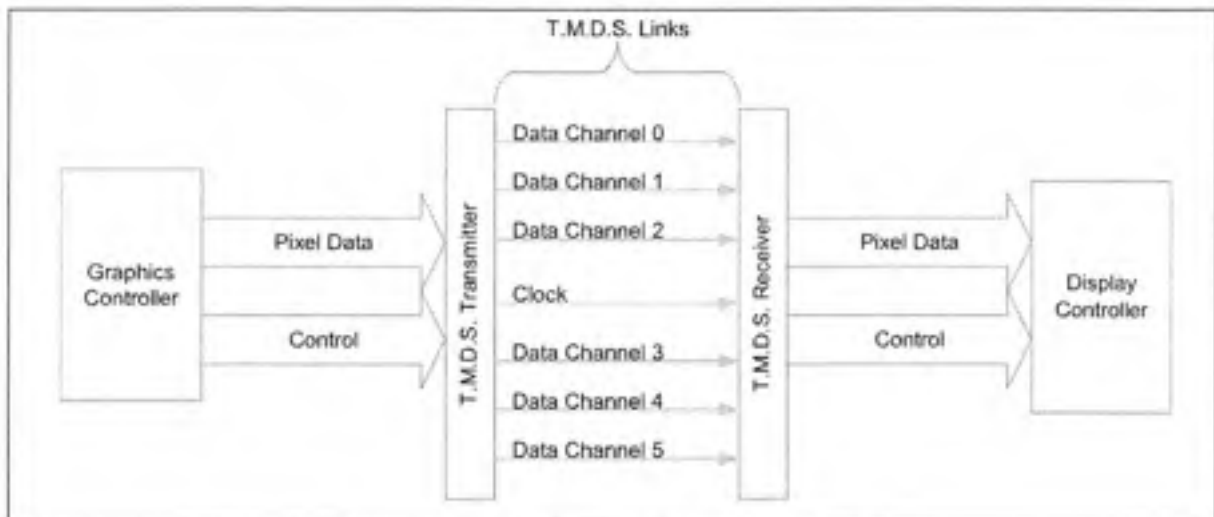 T.M.D.S. Links
Graphics
Controller
Pixel Data
Control
T.M.D.S. Transmitter
Data Channel 0
Data Channel 1
Data Channel 2
Clock
Data Channel 3
Data Channel 4
Data Channel 5
T.M.D.S. Receiver
Pixel Data
Control
Display
Controller